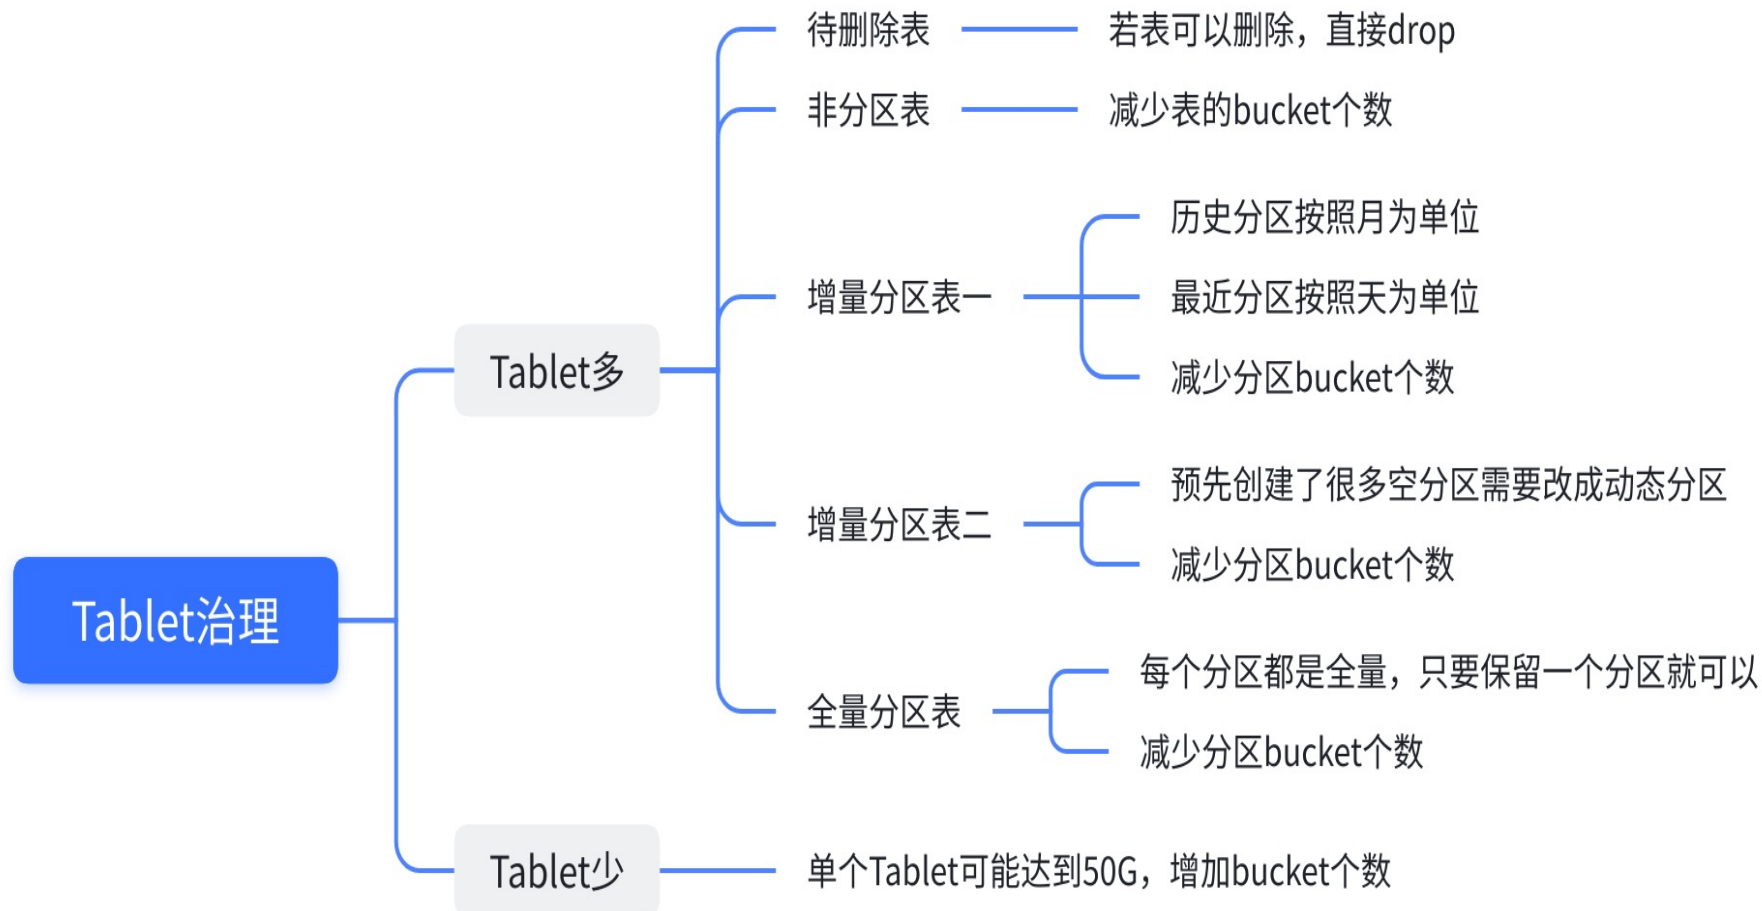 Tablet治理
Tablet多
待删除表
若表可以删除，直接drop
非分区表
减少表的bucket个数
增量分区表一
历史分区按照月为单位
最近分区按照天为单位
减少分区bucket个数
增量分区表二
预先创建了很多空分区需要改成动态分区
减少分区bucket个数
全量分区表
每个分区都是全量，只要保留一个分区就可以
减少分区bucket个数
Tablet少
单个Tablet可能达到50G，增加bucket个数